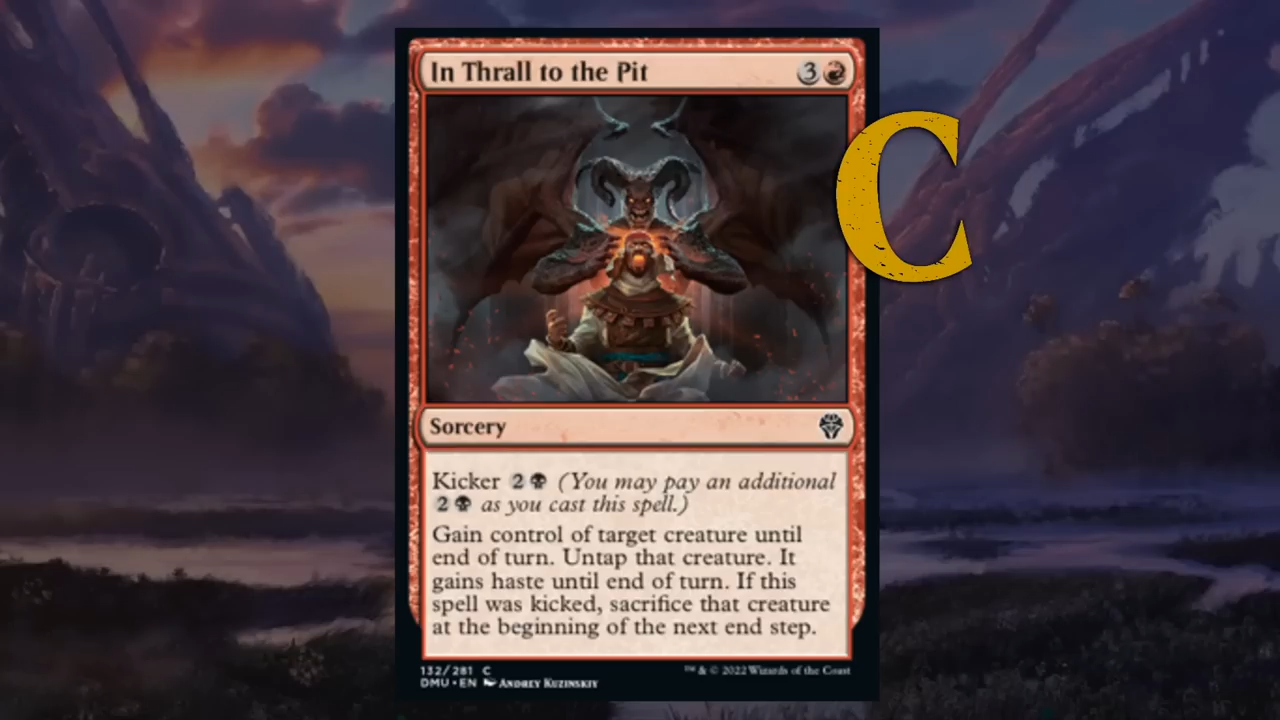 In Thrall to the Pit 3
C
Sorcery
Kicker 2 (You may pay an additional
2 as you cast this spell.)
Gain control of target creature until
end of turn. Untap that creature. It
gains haste until end of turn. If this
spell was kicked, sacrifice that creature
at the beginning of the next end step.
132/281 C
DMU • EN Andrey Kuzinskiy
™ & © 2022 Wizards of the Coast